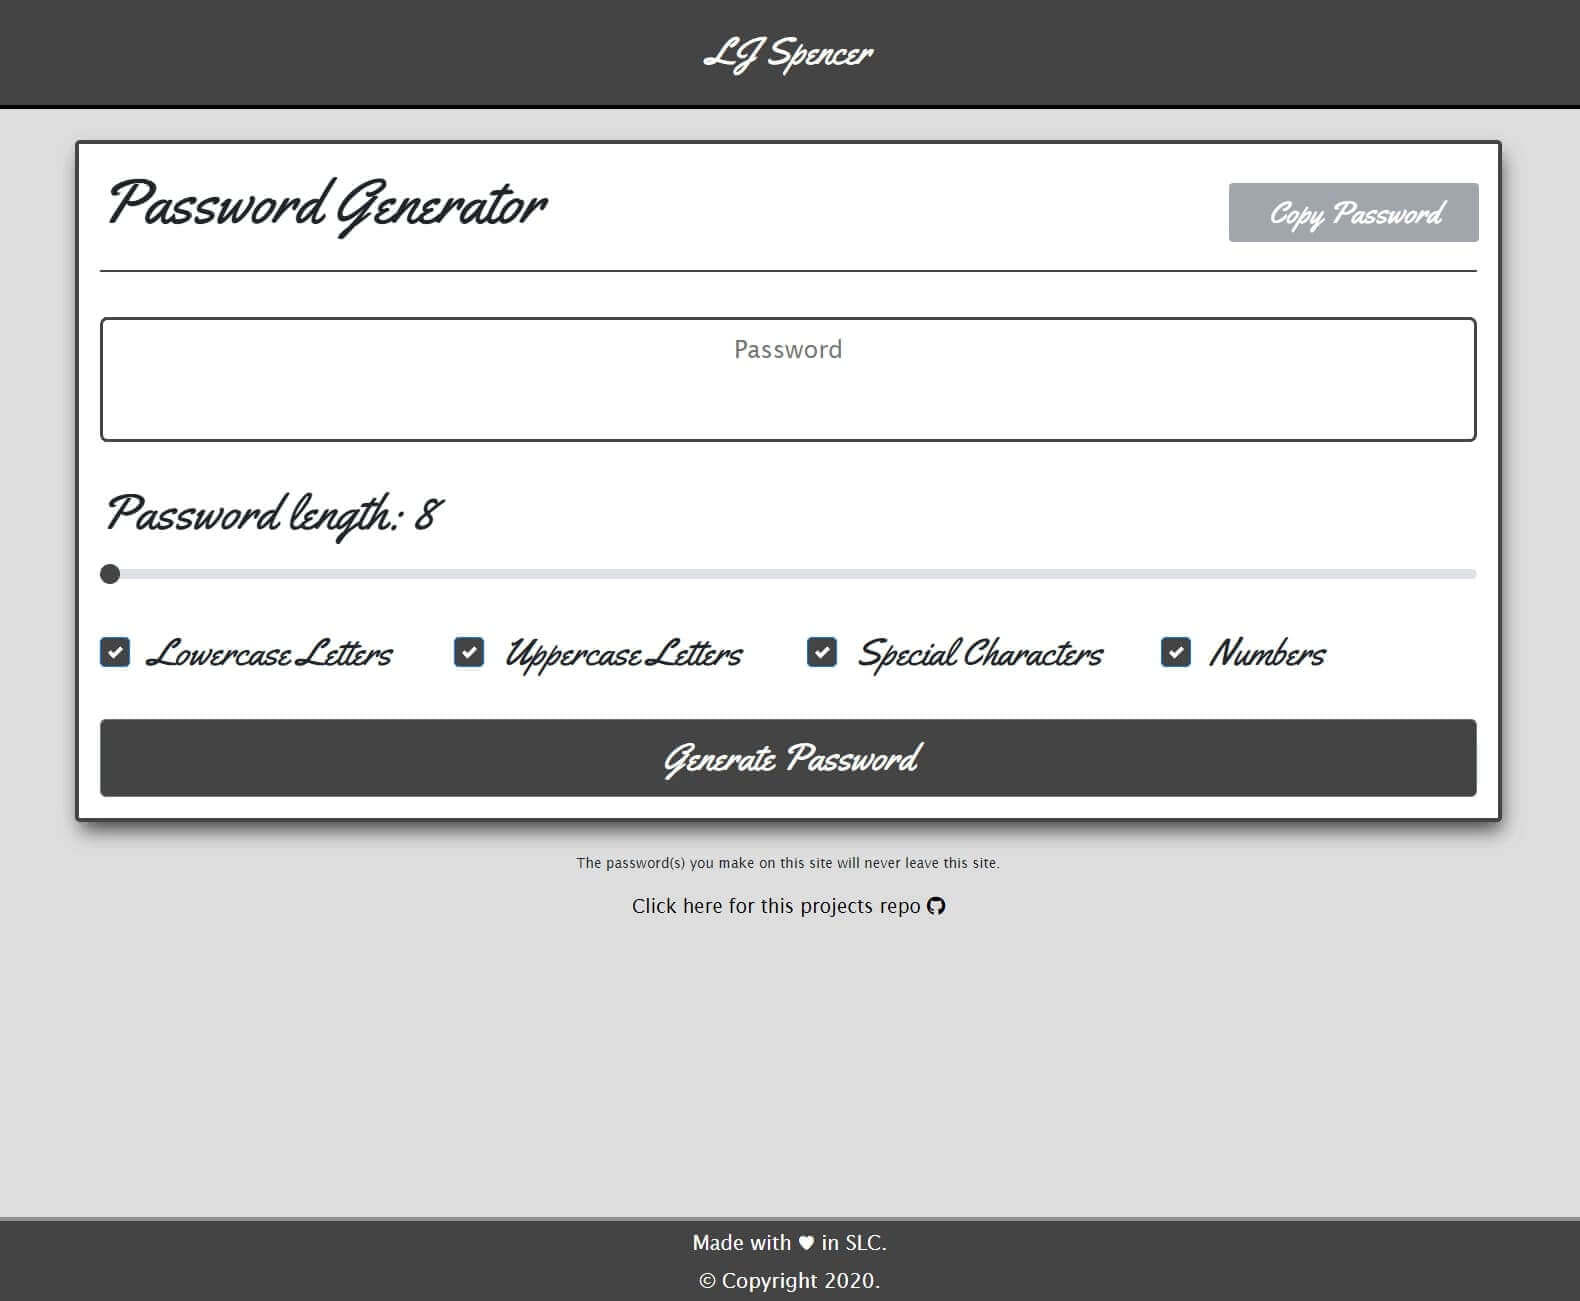 LJ Spencer
Password Generator
Copy Password
Password
Password length: 8
Lowercase Letters
Uppercase Letters
Special Characters
Numbers
Generate Password
The password(s) you make on this site will never leave this site.
Click here for this projects repo
Made with ♥ in SLC.
© Copyright 2020.